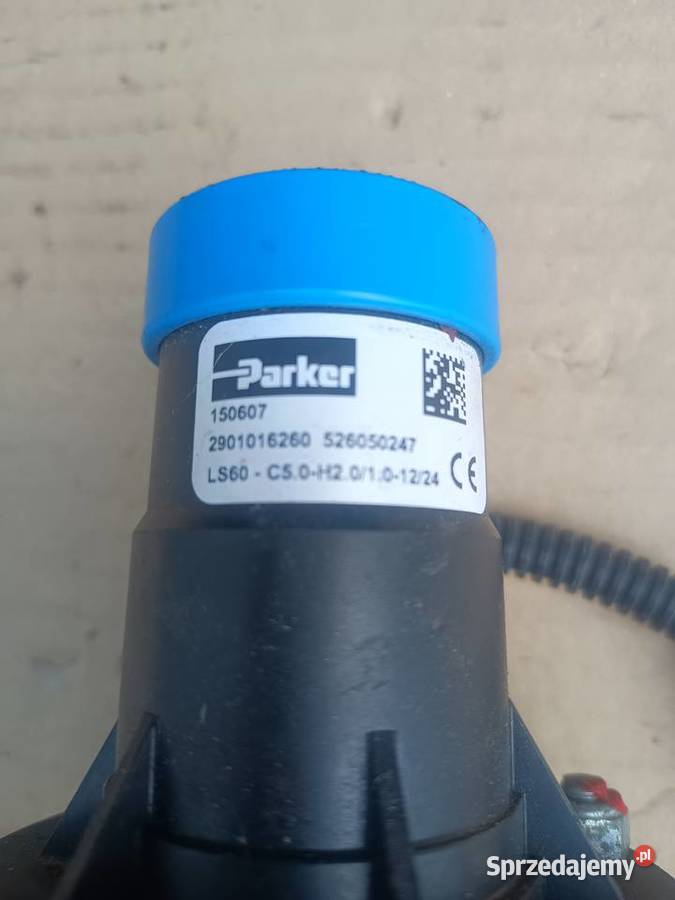 Parker
150607
2901016260 526050247
LS60 - C5.0-H2.0/1.0-12/24 CE
Sprzedajemy.pl